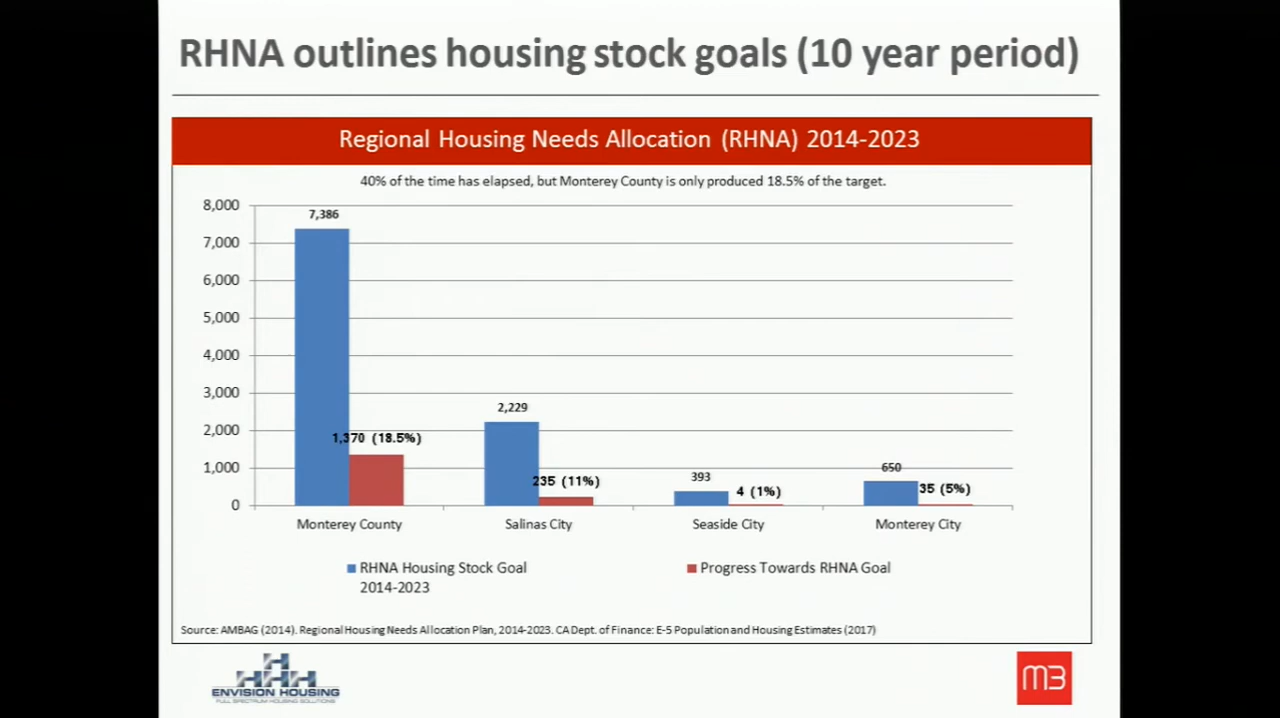 RHNA outlines housing stock goals (10 year period)
Regional Housing Needs Allocation (RHNA) 2014-2023
40% of the time has elapsed, but Monterey County is only produced 18.5% of the target.
8,000
7,000
6,000
5,000
4,000
3,000
2,000
1,000
0
7,386
1,370 (18.5%)
2,229
235 (11%)
393
4 (1%)
650
35 (5%)
Monterey County
Salinas City
Seaside City
Monterey City
RHNA Housing Stock Goal
2014-2023
Progress Towards RHNA Goal
Source: AMBAG (2014). Regional Housing Needs Allocation Plan, 2014-2023. CA Dept. of Finance: E-5 Population and Housing Estimates (2017)
H
HHH
ENVISION HOUSING
FULL SPECTRUM HOUSING SOLUTIONS
M3